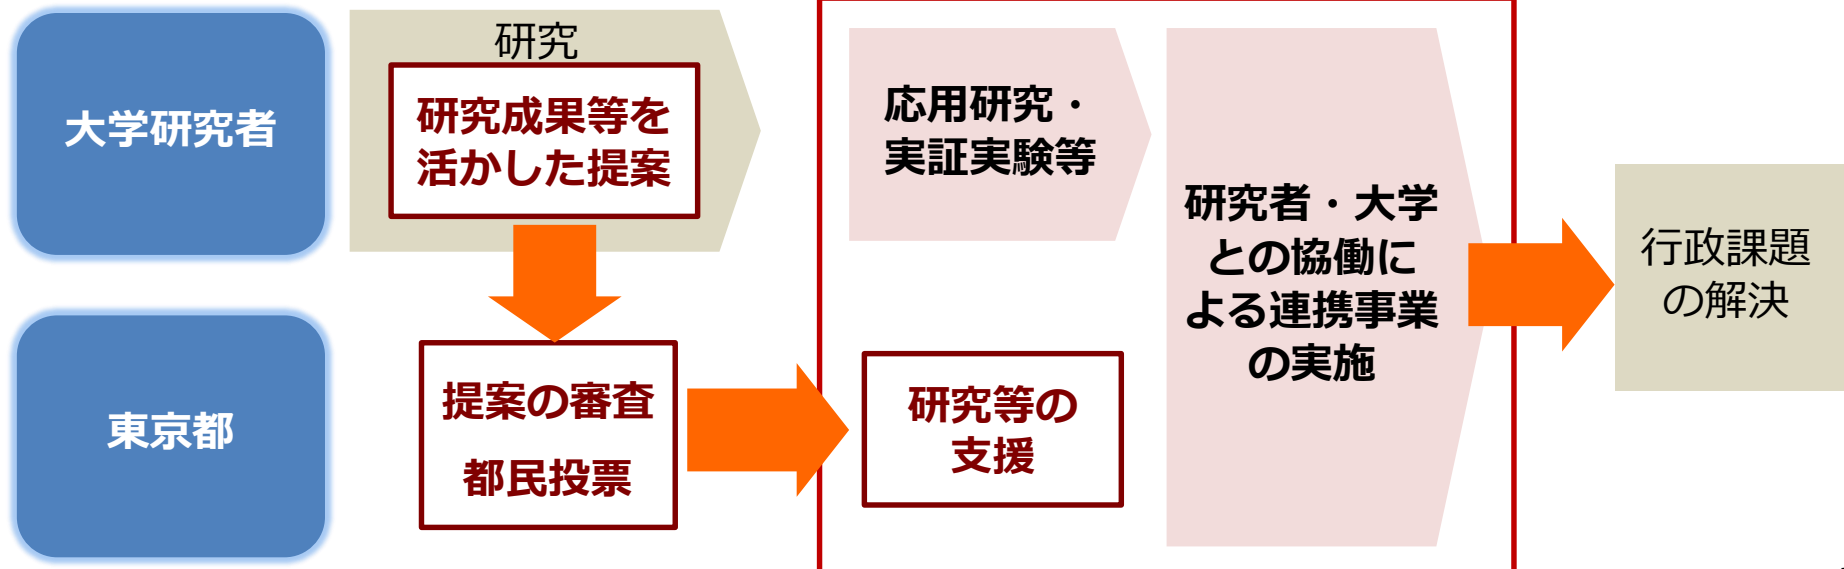 大学研究者
研究
研究成果等を
活かした提案
応用研究・
実証実験等
研究者・大学
との協働に
よる連携事業
の実施
行政課題
の解決
東京都
提案の審査
都民投票
研究等の
支援